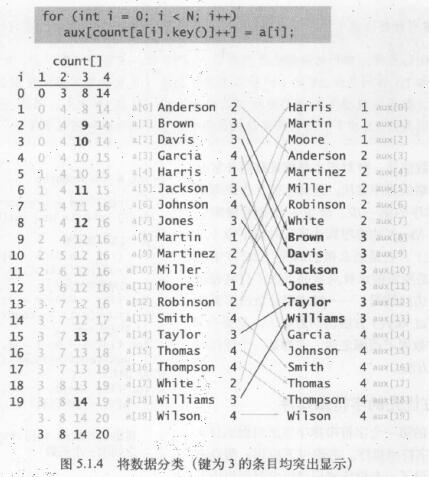 for (int i = 0; i < N; i++)
aux[count[a[i].key()]++] = a[i];
count[]
i 1 2 3 4
0 0 3 8 14
1 0 4 8 14 a[0] Anderson 2 Harris 1 aux[0]
2 0 4 9 14 a[1] Brown 3 Martin 1 aux[1]
3 0 4 10 14 a[2] Davis 3 Moore 1 aux[2]
4 0 4 10 15 a[3] Garcia 4 Anderson 2 aux[3]
5 1 4 10 15 a[4] Harris 1 Martinez 2 aux[4]
6 1 4 11 15 a[5] Jackson 3 Miller 2 aux[5]
7 1 4 11 16 a[6] Johnson 4 Robinson 2 aux[6]
8 1 4 12 16 a[7] Jones 3 White 2 aux[7]
9 2 4 12 16 a[8] Martin 1 Brown 3 aux[8]
10 2 5 12 16 a[9] Martinez 2 Davis 3 aux[9]
11 2 6 12 16 a[10] Miller 2 Jackson 3 aux[10]
12 3 6 12 16 a[11] Moore 1 Jones 3 aux[11]
13 3 7 12 16 a[12] Robinson 2 Taylor 3 aux[12]
14 3 7 12 17 a[13] Smith 4 Williams 3 aux[13]
15 3 7 13 17 a[14] Taylor 3 Garcia 4 aux[14]
16 3 7 13 18 a[15] Thomas 4 Johnson 4 aux[15]
17 3 7 13 19 a[16] Thompson 4 Smith 4 aux[16]
18 3 8 13 19 a[17] White 2 Thomas 4 aux[17]
19 3 8 14 19 a[18] Williams 3 Thompson 4 aux[18]
3 8 14 20 a[19] Wilson 4 Wilson 4 aux[19]
3 8 14 20
图 5.1.4 将数据分类（键为 3 的条目均突出显示）